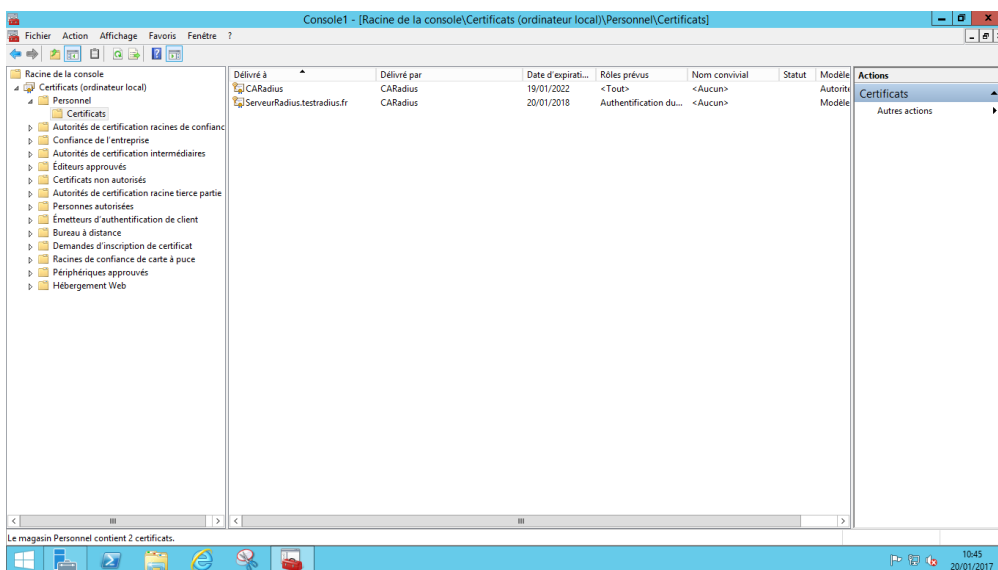 Console1 - [Racine de la console\Certificats (ordinateur local)\Personnel\Certificats]
Fichier Action Affichage Favoris Fenêtre ?
Racine de la console
Certificats (ordinateur local)
Personnel
Certificats
Autorités de certification racines de confianc
Confiance de l'entreprise
Autorités de certification intermédiaires
Éditeurs approuvés
Certificats non autorisés
Autorités de certification racine tierce partie
Personnes autorisées
Émetteurs d'authentification de client
Bureau à distance
Demandes d'inscription de certificat
Racines de confiance de carte à puce
Périphériques approuvés
Hébergement Web
Délivré à Délivré par Date d'expirati... Rôles prévus Nom convivial Statut Modèle
CARadius CARadius 19/01/2022 <Tout> <Aucun> Autorité
ServeurRadius.testradius.fr CARadius 20/01/2018 Authentification du... <Aucun> Modèle
Actions
Certificats
Autres actions
Le magasin Personnel contient 2 certificats.
10:45
20/01/2017